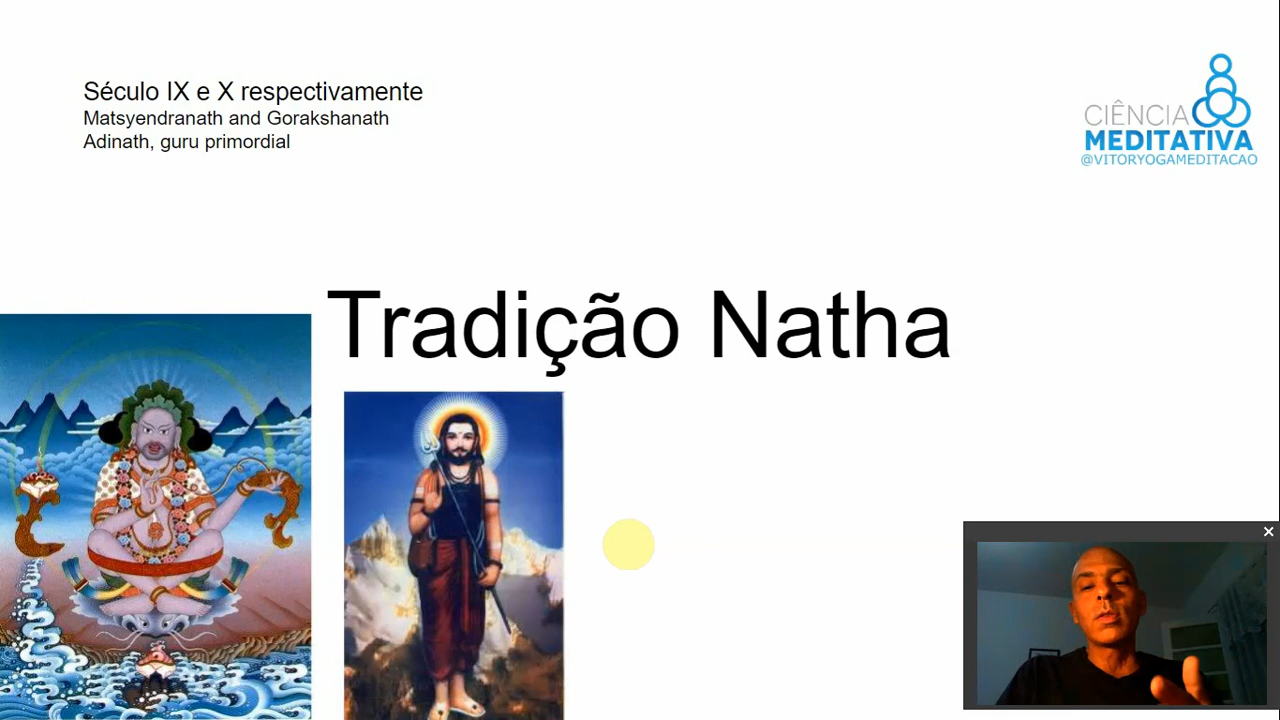 Século IX e X respectivamente
Matsyendranath and Gorakshanath
Adinath, guru primordial
CIÊNCIA
MEDITATIVA
@VITORYOGAMEDITACAO
Tradição Natha